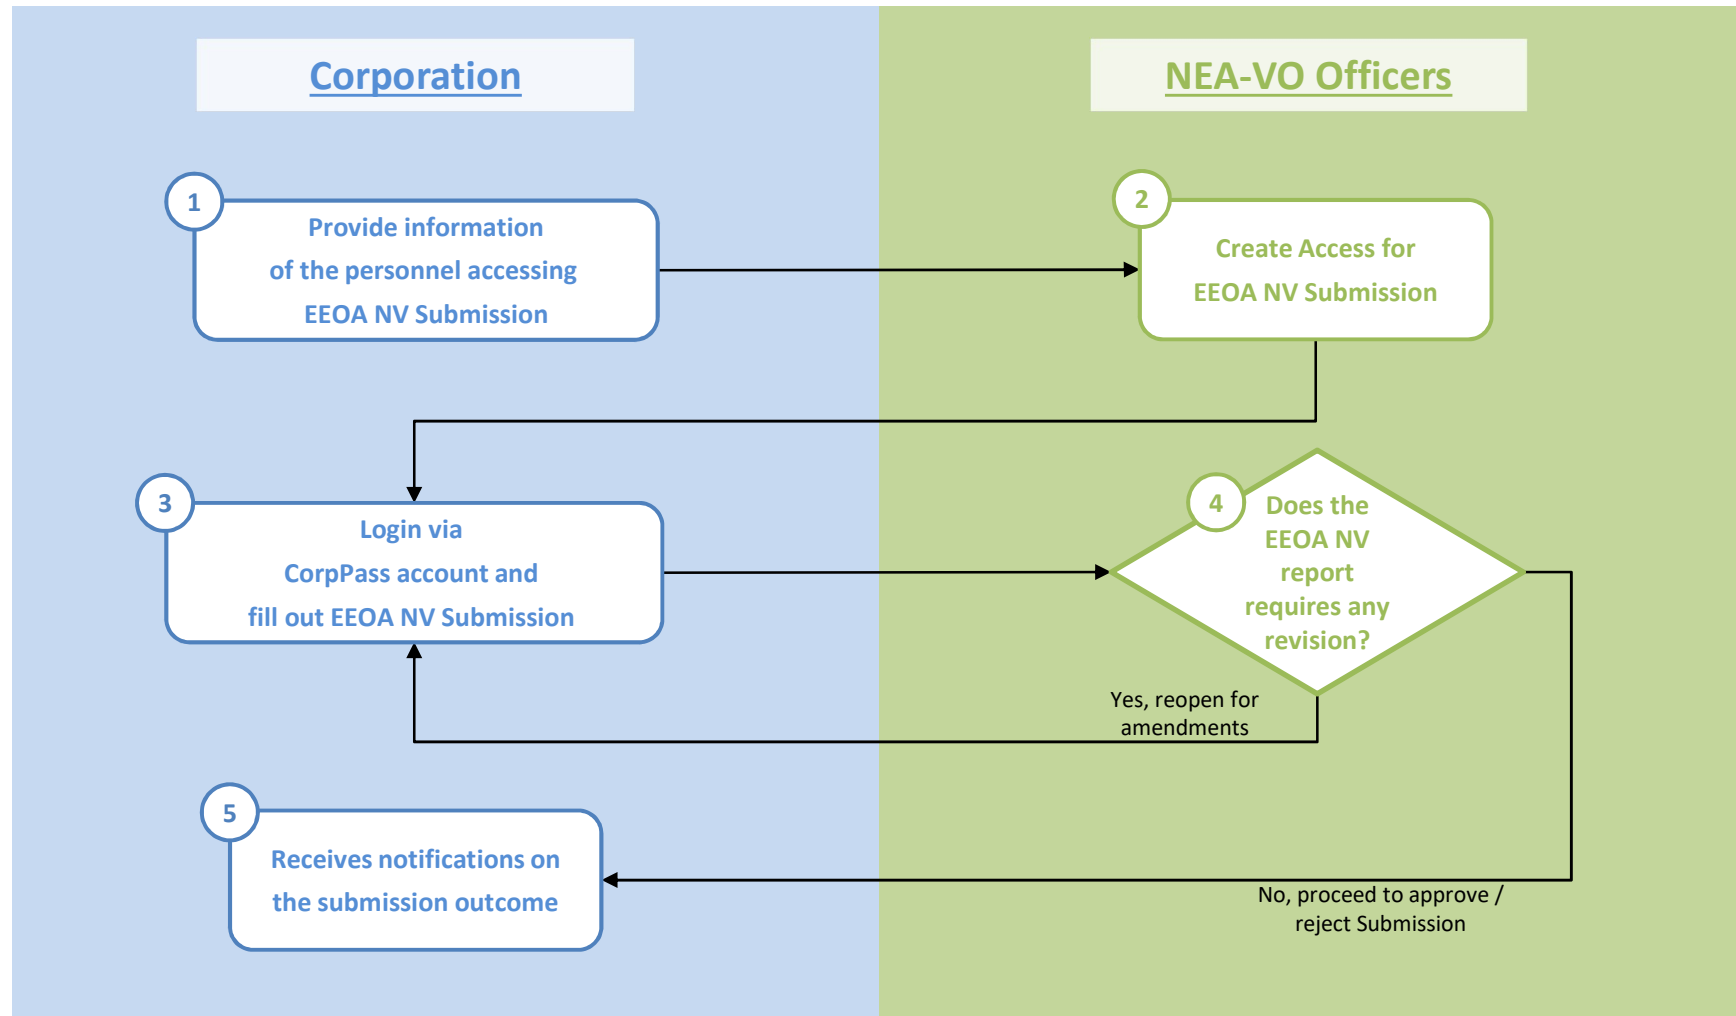 Corporation
NEA-VO Officers
1
Provide information
of the personnel accessing
EEOA NV Submission
2
Create Access for
EEOA NV Submission
3
Login via
CorpPass account and
fill out EEOA NV Submission
4
Does the
EEOA NV
report
requires any
revision?
Yes, reopen for
amendments
5
Receives notifications on
the submission outcome
No, proceed to approve /
reject Submission